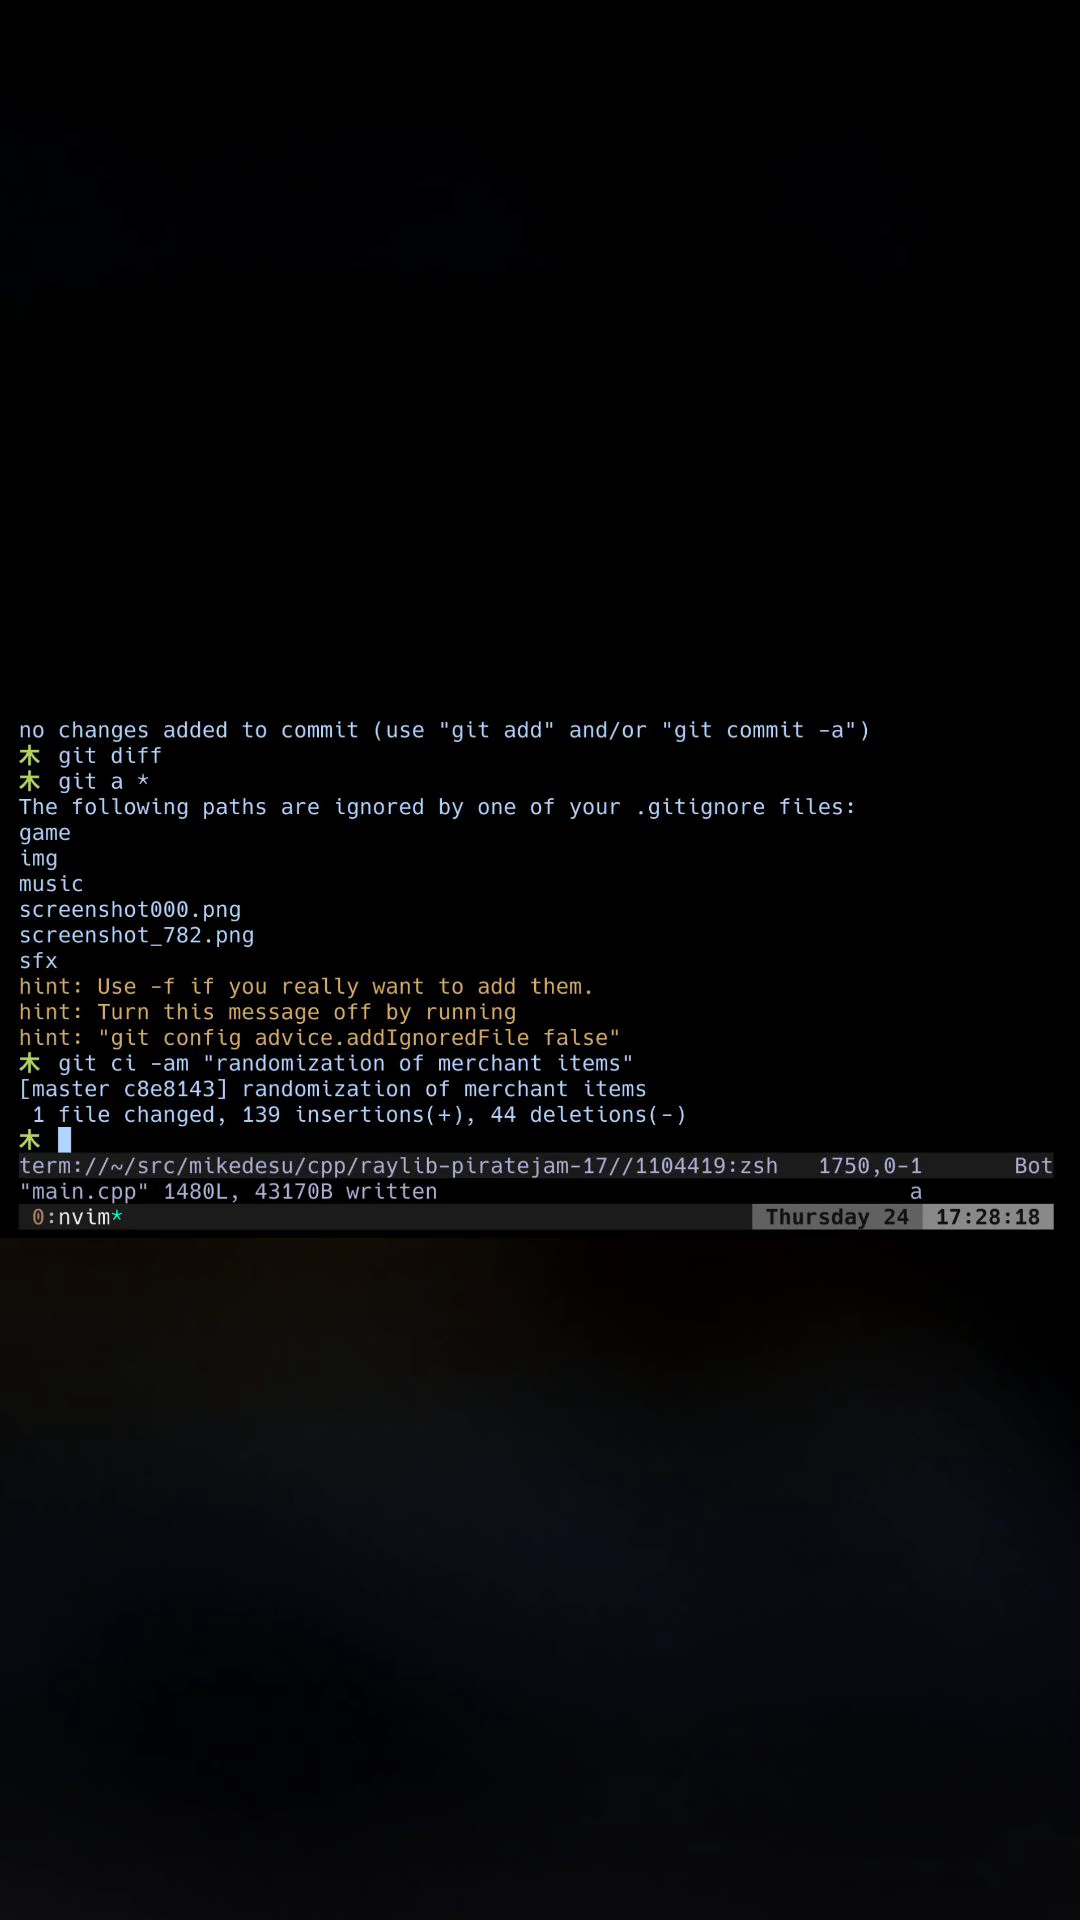 no changes added to commit (use "git add" and/or "git commit -a")
木 git diff
木 git a *
The following paths are ignored by one of your .gitignore files:
game
img
music
screenshot000.png
screenshot_782.png
sfx
hint: Use -f if you really want to add them.
hint: Turn this message off by running
hint: "git config advice.addIgnoredFile false"
木 git ci -am "randomization of merchant items"
[master c8e8143] randomization of merchant items
 1 file changed, 139 insertions(+), 44 deletions(-)
木
term://~/src/mikedesu/cpp/raylib-piratejam-17//1104419:zsh 1750,0-1 Bot
"main.cpp" 1480L, 43170B written a
0:nvim* Thursday 24 17:28:18